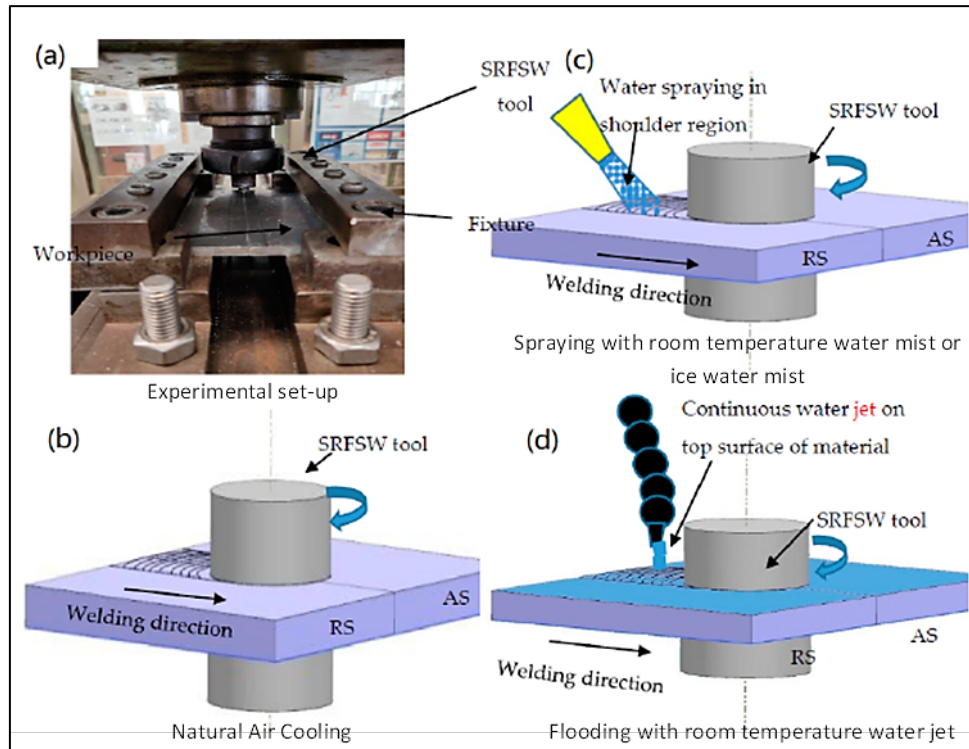 (a)
SRFSW
tool
Fixture
Workpiece
Experimental set-up
(b)
SRFSW tool
Welding direction
RS
AS
Natural Air Cooling
(c)
Water spraying in
shoulder region
SRFSW tool
RS
AS
Welding direction
Spraying with room temperature water mist or
ice water mist
(d)
Continuous water jet on
top surface of material
SRFSW tool
RS
AS
Welding direction
Flooding with room temperature water jet